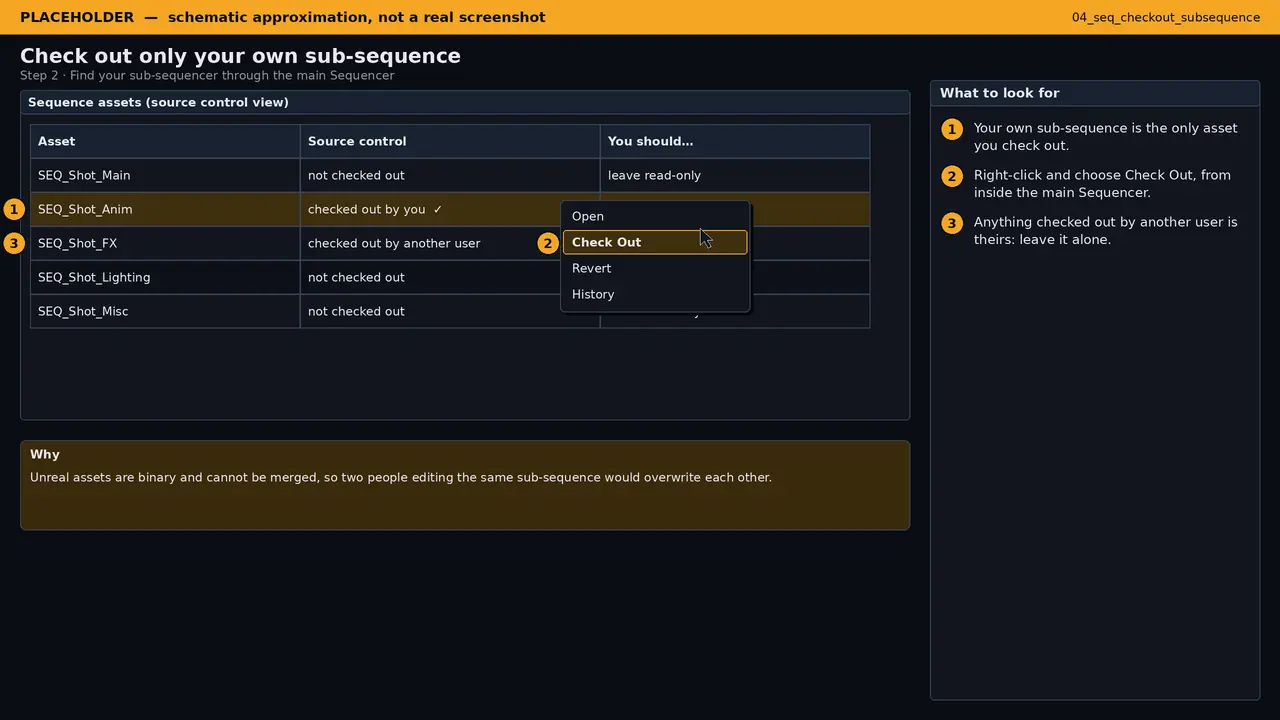 PLACEHOLDER — schematic approximation, not a real screenshot
04_seq_checkout_subsequence
Check out only your own sub-sequence
Step 2 · Find your sub-sequencer through the main Sequencer
Sequence assets (source control view)
Asset Source control You should...
SEQ_Shot_Main not checked out leave read-only
1 SEQ_Shot_Anim checked out by you ✓
3 SEQ_Shot_FX checked out by another user
SEQ_Shot_Lighting not checked out
SEQ_Shot_Misc not checked out
Open
2 Check Out
Revert
History
Why
Unreal assets are binary and cannot be merged, so two people editing the same sub-sequence would overwrite each other.
What to look for
1 Your own sub-sequence is the only asset
you check out.
2 Right-click and choose Check Out, from
inside the main Sequencer.
3 Anything checked out by another user is
theirs: leave it alone.